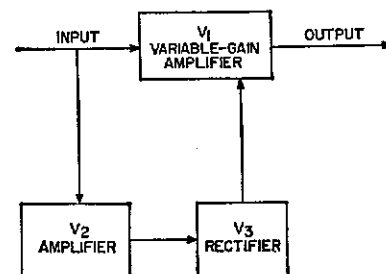 INPUT
V1
VARIABLE-GAIN
AMPLIFIER
OUTPUT
V2
AMPLIFIER
V3
RECTIFIER